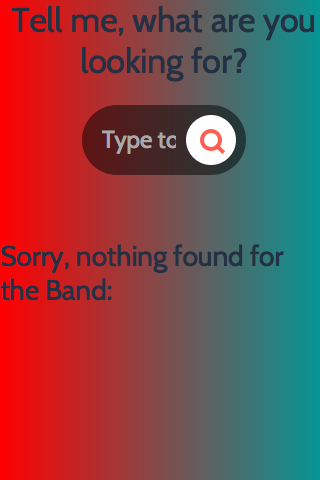 Tell me, what are you
looking for?
Type to
Sorry, nothing found for
the Band: